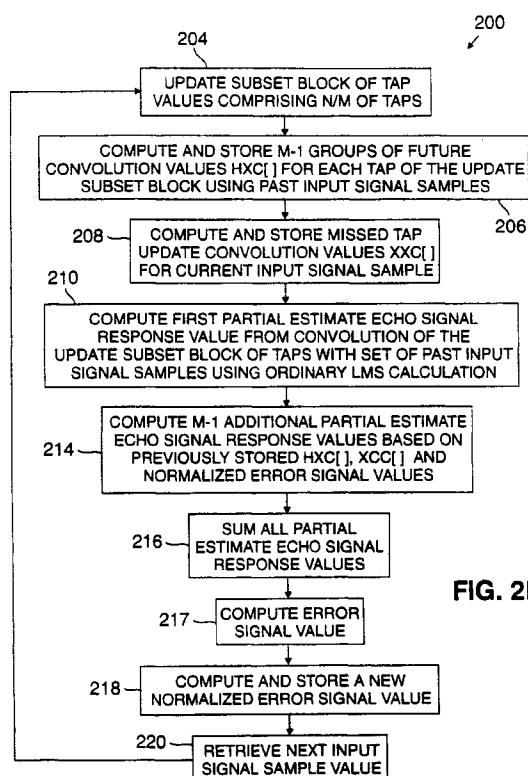 200
204
UPDATE SUBSET BLOCK OF TAP
VALUES COMPRISING N/M OF TAPS
COMPUTE AND STORE M-1 GROUPS OF FUTURE
CONVOLUTION VALUES HXC[ ] FOR EACH TAP OF THE UPDATE
SUBSET BLOCK USING PAST INPUT SIGNAL SAMPLES
206
208
COMPUTE AND STORE MISSED TAP
UPDATE CONVOLUTION VALUES XXC[ ]
FOR CURRENT INPUT SIGNAL SAMPLE
210
COMPUTE FIRST PARTIAL ESTIMATE ECHO SIGNAL
RESPONSE VALUE FROM CONVOLUTION OF THE
UPDATE SUBSET BLOCK OF TAPS WITH SET OF PAST INPUT
SIGNAL SAMPLES USING ORDINARY LMS CALCULATION
214
COMPUTE M-1 ADDITIONAL PARTIAL ESTIMATE
ECHO SIGNAL RESPONSE VALUES BASED ON
PREVIOUSLY STORED HXC[ ], XCC[ ] AND
NORMALIZED ERROR SIGNAL VALUES
216
SUM ALL PARTIAL
ESTIMATE ECHO SIGNAL
RESPONSE VALUES
217
COMPUTE ERROR
SIGNAL VALUE
218
COMPUTE AND STORE A NEW
NORMALIZED ERROR SIGNAL VALUE
220
RETRIEVE NEXT INPUT
SIGNAL SAMPLE VALUE